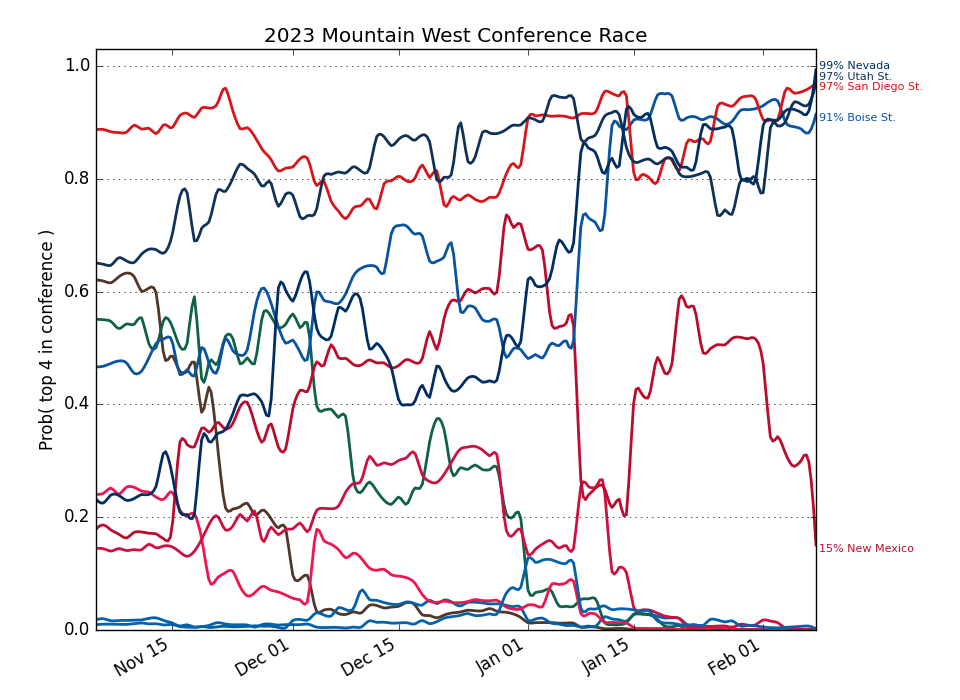 2023 Mountain West Conference Race
Prob( top 4 in conference )
1.0
0.8
0.6
0.4
0.2
0.0
Nov 15
Dec 01
Dec 15
Jan 01
Jan 15
Feb 01
99% Nevada
97% Utah St.
97% San Diego St.
91% Boise St.
15% New Mexico